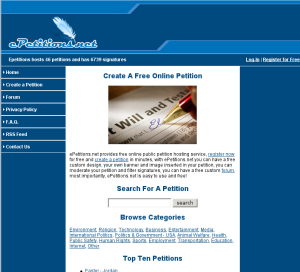 ePetitions.net
Epetitions hosts 46 petitions and has 6739 signatures
Log In | Register for Free
Home
Create a Petition
Forum
Privacy Policy
F.A.Q.
RSS Feed
Contact Us
Create A Free Online Petition
Will and Test
ePetitions.net provides free online public petition hosting service, register now
for free and create a petition in minutes, with ePetitions.net you can have a free
custom design, your own banner and image inserted in your petition, you can
moderate your petition and filter signatures, you can have a free custom forum,
most importantly, ePetitions.net is easy to use and free!
Search For A Petition
search
Browse Categories
Environment, Religion, Technology, Business, Entertainment, Media,
International Politics, Politics & Government - USA, Animal Welfare, Health,
Public Safety, Human Rights, Sports, Employment, Transportation, Education,
Internet, Other
Top Ten Petitions
- Jordan